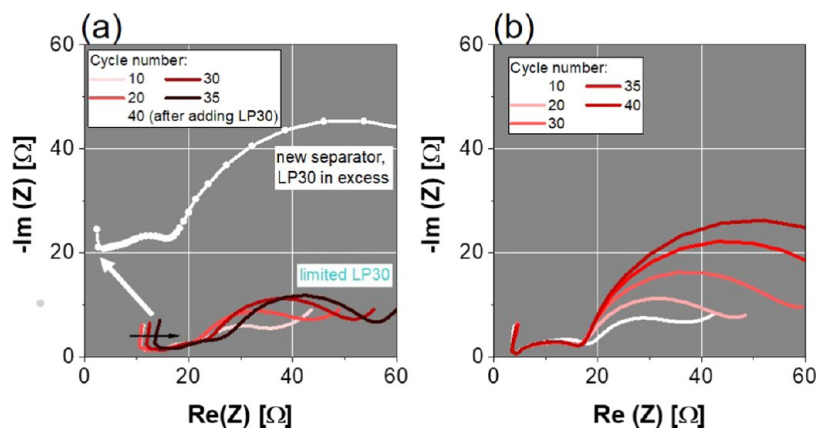 (a)
60
40
20
0
-Im (Z) [Ω]
Cycle number:
10 30
20 35
40 (after adding LP30)
new separator,
LP30 in excess
limited LP30
0 20 40 60
Re(Z) [Ω]
(b)
60
40
20
0
-Im (Z) [Ω]
Cycle number:
10 35
20 40
30
0 20 40 60
Re (Z) [Ω]